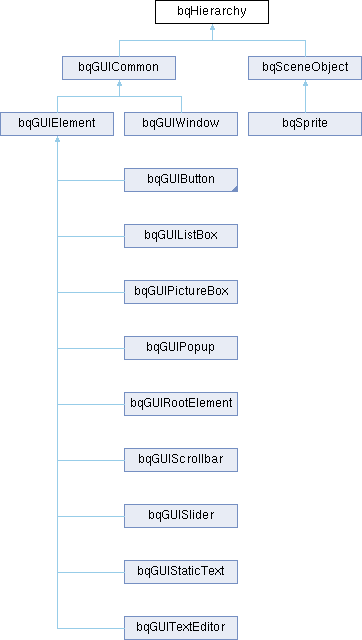 bqHierarchy
bqGUICommon
bqSceneObject
bqGUIElement
bqGUIWindow
bqSprite
bqGUIButton
bqGUIListBox
bqGUIPictureBox
bqGUIPopup
bqGUIRootElement
bqGUIScrollbar
bqGUISlider
bqGUIStaticText
bqGUITextEditor